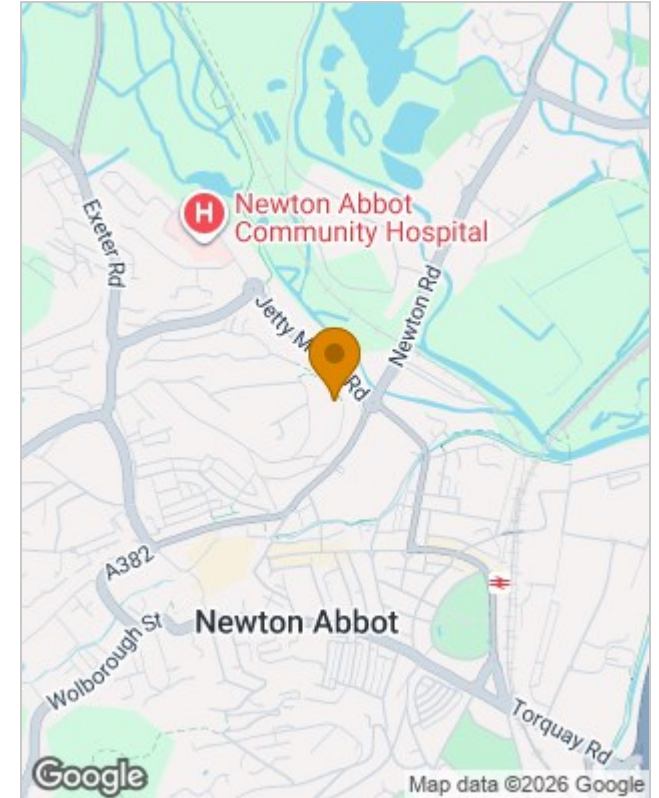 H
Newton Abbot
Community Hospital
Exeter Rd
Newton Rd
Rd
A382
Newton Abbot
Wolborough St
Torquay Rd
Google
Map data ©2026 Google